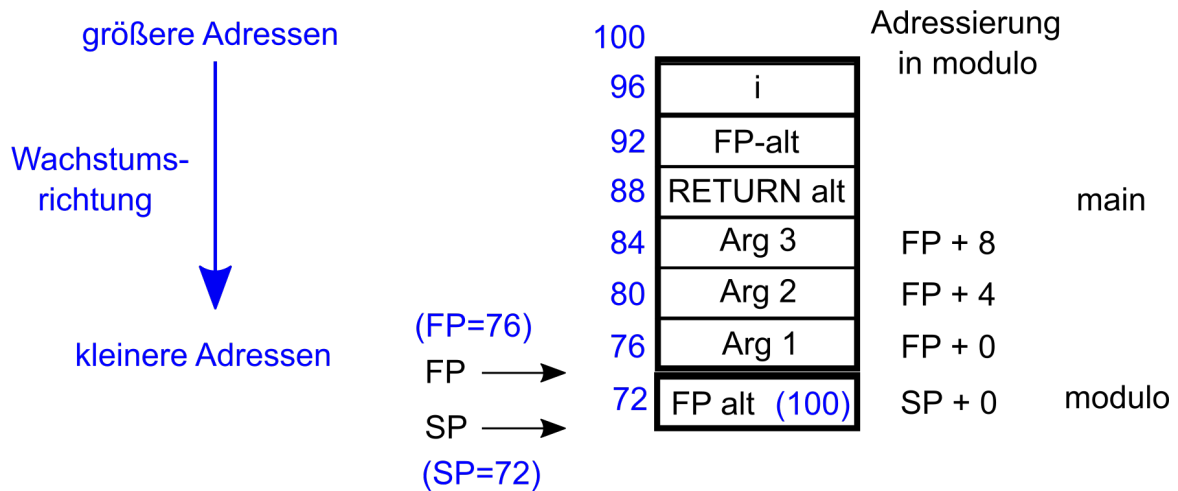 größere Adressen
Wachstums-
richtung
kleinere Adressen
(FP=76)
FP
SP
(SP=72)
100
Adressierung
in modulo
96 i
92 FP-alt
88 RETURN alt main
84 Arg 3 FP + 8
80 Arg 2 FP + 4
76 Arg 1 FP + 0
72 FP alt (100) SP + 0 modulo